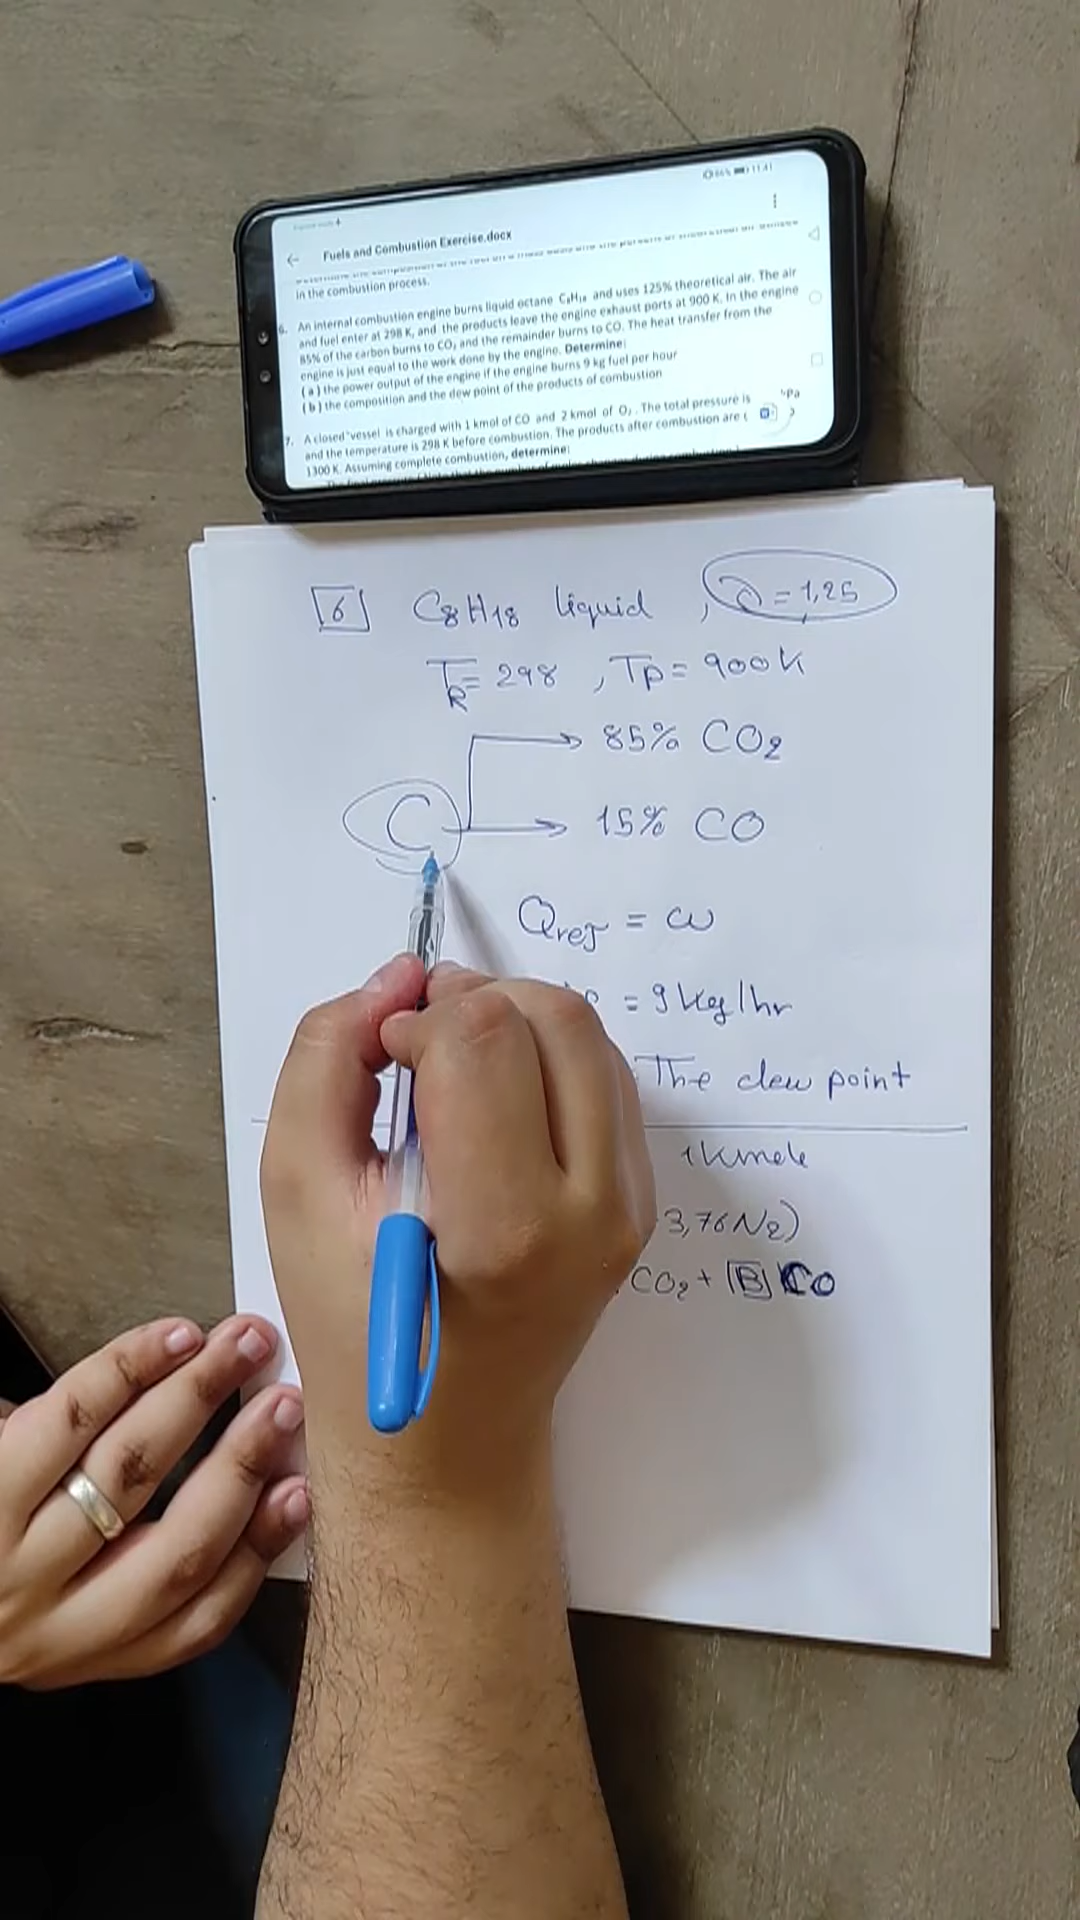 66% 11:41
← Fuels and Combustion Exercise.docx
in the combustion process.
6. An internal combustion engine burns liquid octane C₈H₁₈ and uses 125% theoretical air. The air
and fuel enter at 298 K, and the products leave the engine exhaust ports at 900 K. In the engine
85% of the carbon burns to CO₂ and the remainder burns to CO. The heat transfer from the
engine is just equal to the work done by the engine. Determine:
(a) the power output of the engine if the engine burns 9 kg fuel per hour
(b) the composition and the dew point of the products of combustion
7. A closed vessel is charged with 1 kmol of CO and 2 kmol of O₂. The total pressure is
and the temperature is 298 K before combustion. The products after combustion are
1300 K. Assuming complete combustion, determine:
6 C8H18 liquid , λ = 1,25
TR = 298 , Tp = 900K
85% CO2
C
15% CO
Qrej = ω
= 9 kg/hr
The dew point
1 kmole
3,76 N2)
CO2 + B CO